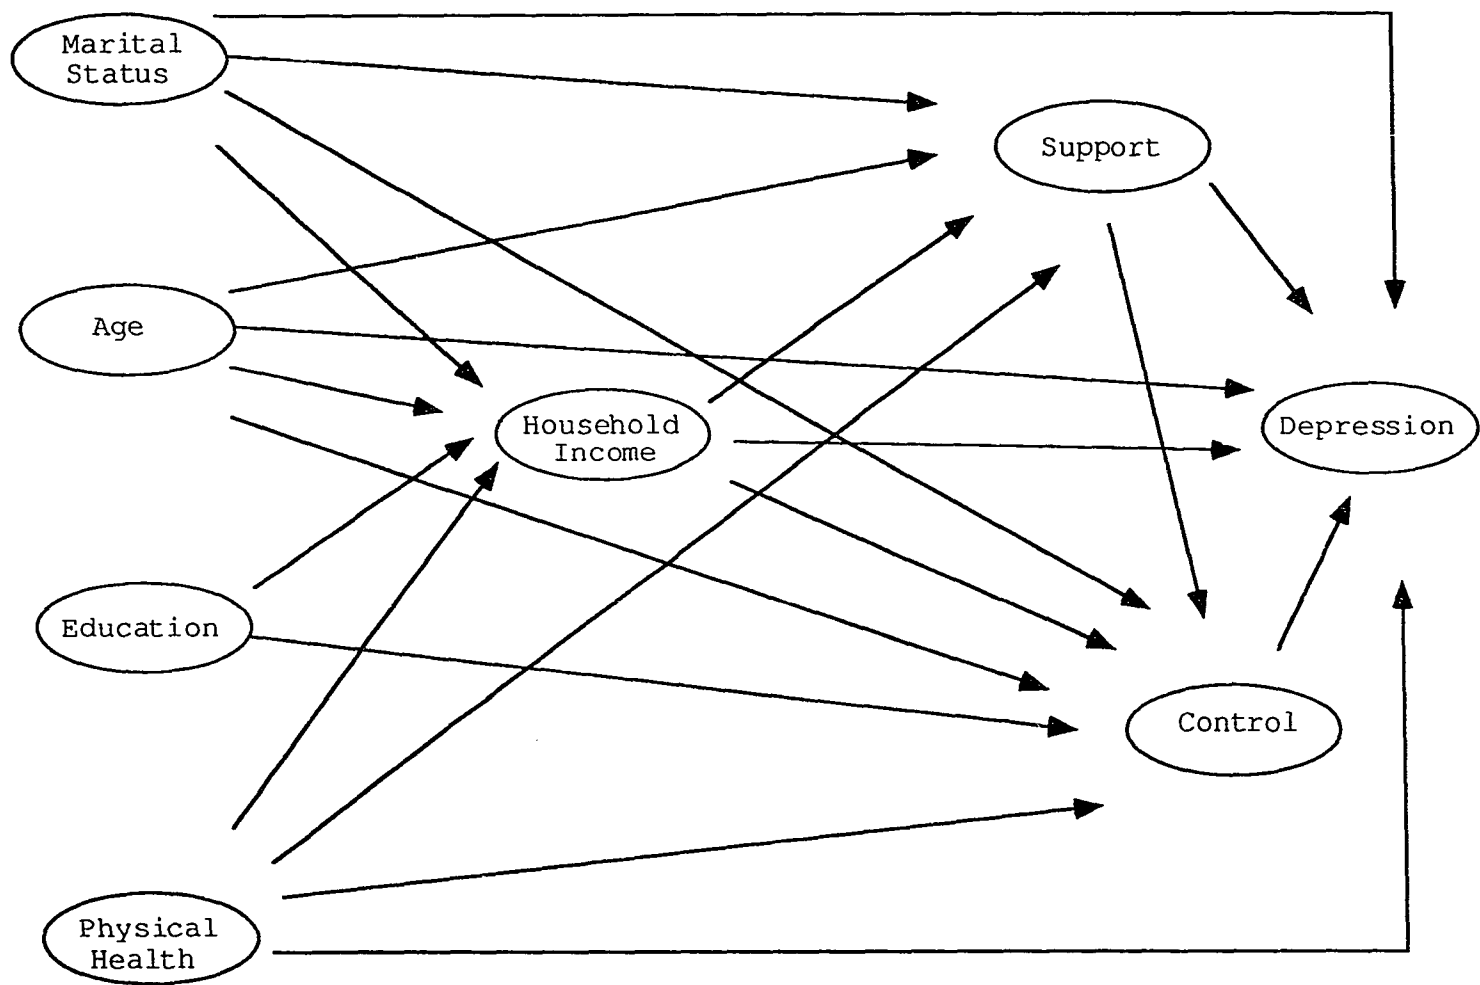 Marital
Status
Support
Age
Household
Income
Depression
Education
Control
Physical
Health